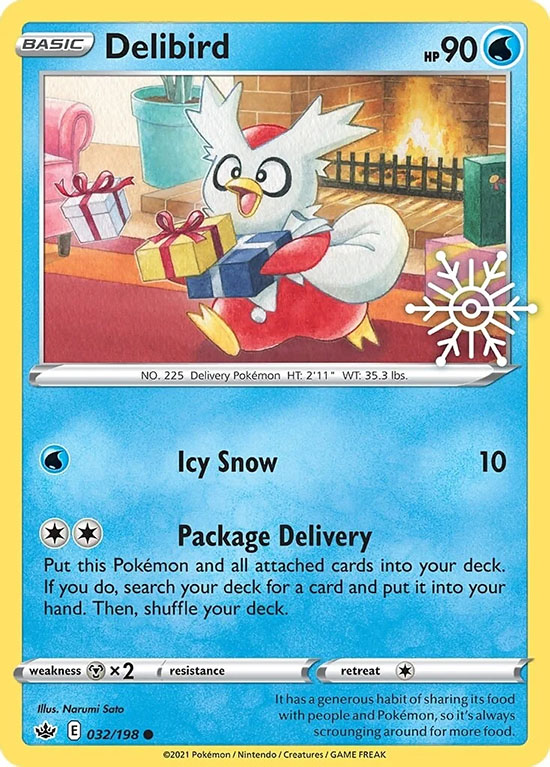 BASIC Delibird HP 90
NO. 225 Delivery Pokémon HT: 2'11" WT: 35.3 lbs.
Icy Snow 10
Package Delivery
Put this Pokémon and all attached cards into your deck.
If you do, search your deck for a card and put it into your
hand. Then, shuffle your deck.
weakness ×2 resistance retreat
Illus. Narumi Sato
It has a generous habit of sharing its food
with people and Pokémon, so it's always
scrounging around for more food.
E 032/198
©2021 Pokémon / Nintendo / Creatures / GAME FREAK